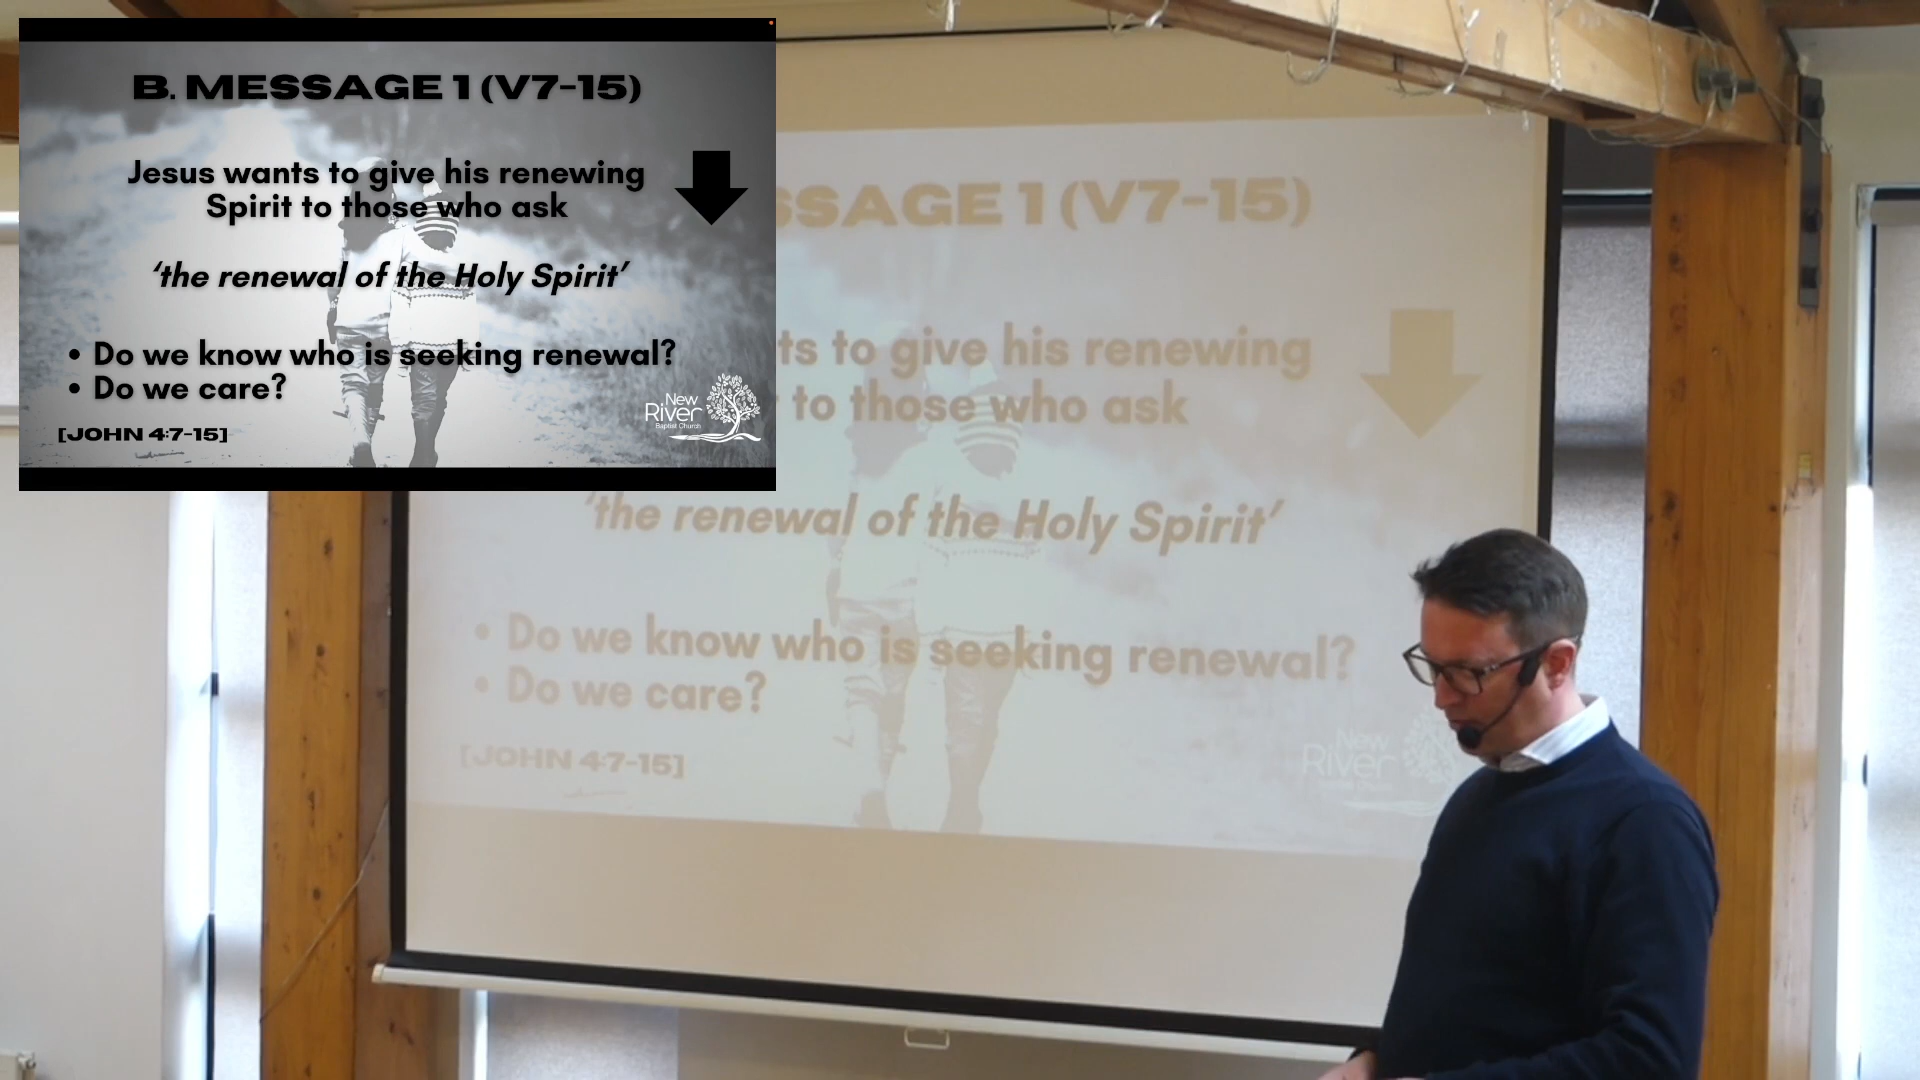 B. MESSAGE 1 (V7-15)
Jesus wants to give his renewing
Spirit to those who ask
‘the renewal of the Holy Spirit’
• Do we know who is seeking renewal?
• Do we care?
[JOHN 4:7-15]
New
River
Baptist Church
SSAGE 1 (V7-15)
ts to give his renewing
to those who ask
‘the renewal of the Holy Spirit’
• Do we know who is seeking renewal?
• Do we care?
[JOHN 4:7-15]
New
River